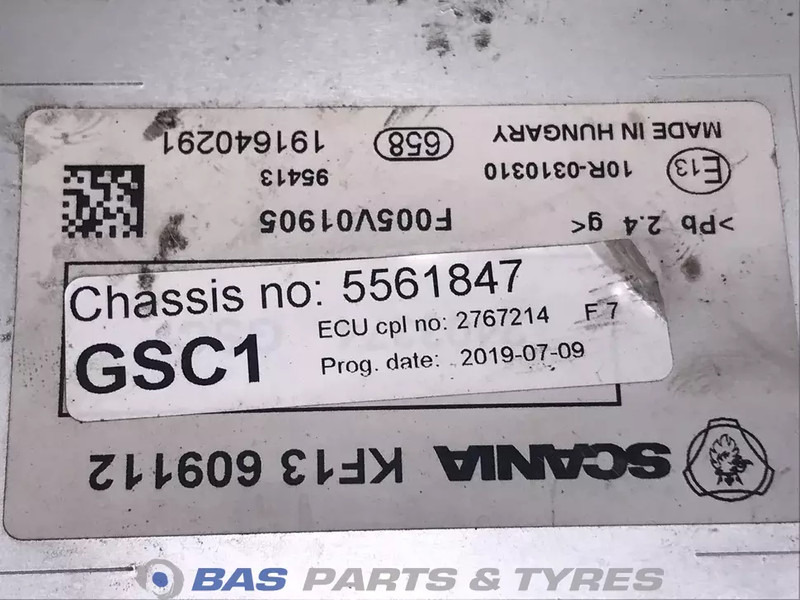 Chassis no: 5561847
GSC1
ECU cpl no: 2767214 F 7
Prog. date: 2019-07-09
SCANIA KF13 609112
>Pb 2.4 g< F005V01905
E13 10R-0310310 95413
MADE IN HUNGARY 658 191640291
BAS PARTS & TYRES